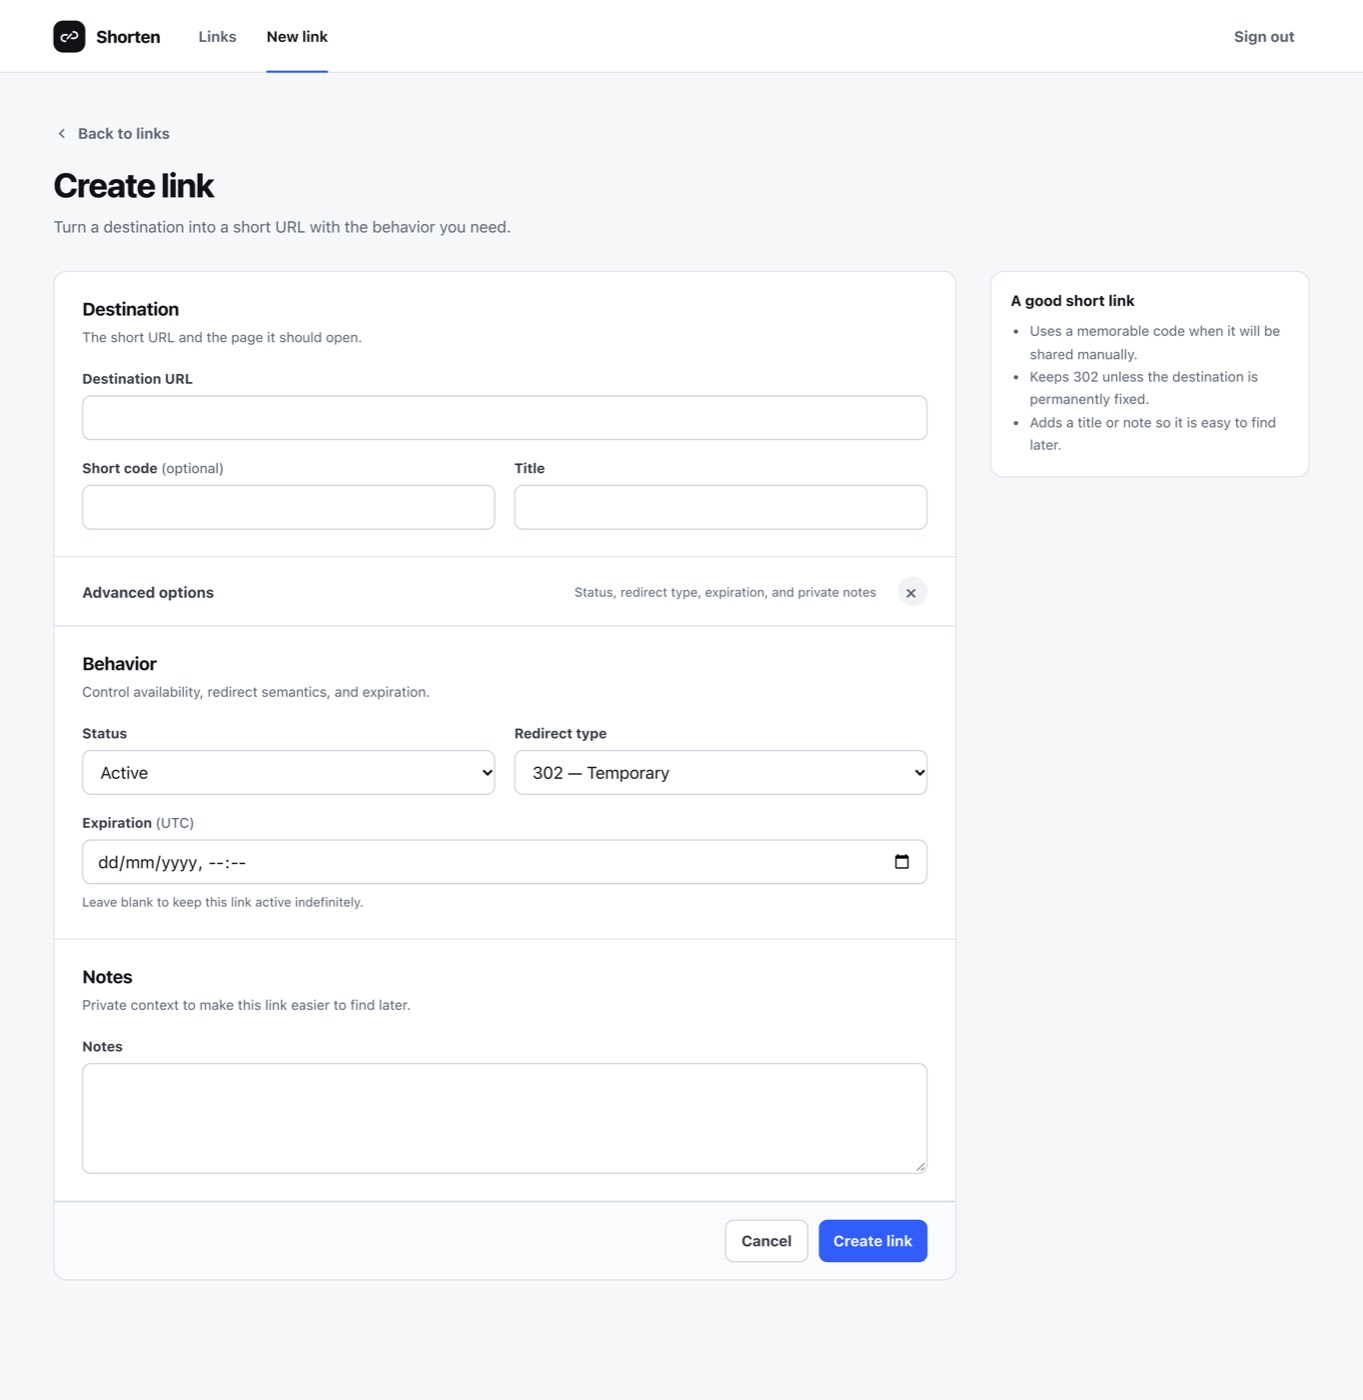 Shorten
Links
New link
Sign out
Back to links
Create link
Turn a destination into a short URL with the behavior you need.
Destination
The short URL and the page it should open.
Destination URL
Short code (optional)
Title
Advanced options
Status, redirect type, expiration, and private notes
Behavior
Control availability, redirect semantics, and expiration.
Status
Redirect type
Active
302 — Temporary
Expiration (UTC)
dd/mm/yyyy, --:--
Leave blank to keep this link active indefinitely.
Notes
Private context to make this link easier to find later.
Notes
Cancel
Create link
A good short link
• Uses a memorable code when it will be
shared manually.
• Keeps 302 unless the destination is
permanently fixed.
• Adds a title or note so it is easy to find
later.